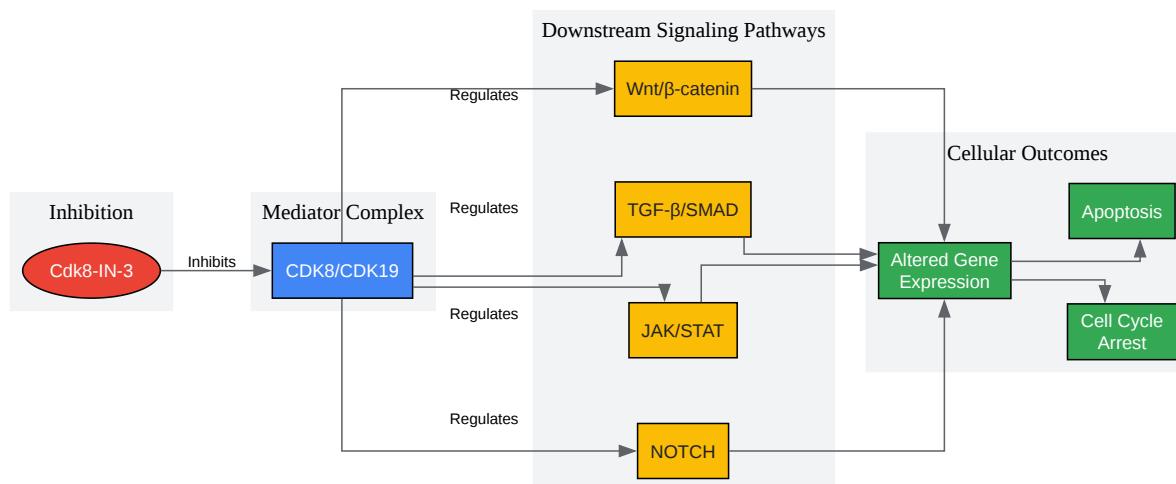 Downstream Signaling Pathways
Wnt/β-catenin
Regulates
Cellular Outcomes
Inhibition
Mediator Complex
Regulates
TGF-β/SMAD
Apoptosis
Cdk8-IN-3
Inhibits
CDK8/CDK19
Altered Gene
Expression
Regulates
JAK/STAT
Cell Cycle
Arrest
Regulates
NOTCH